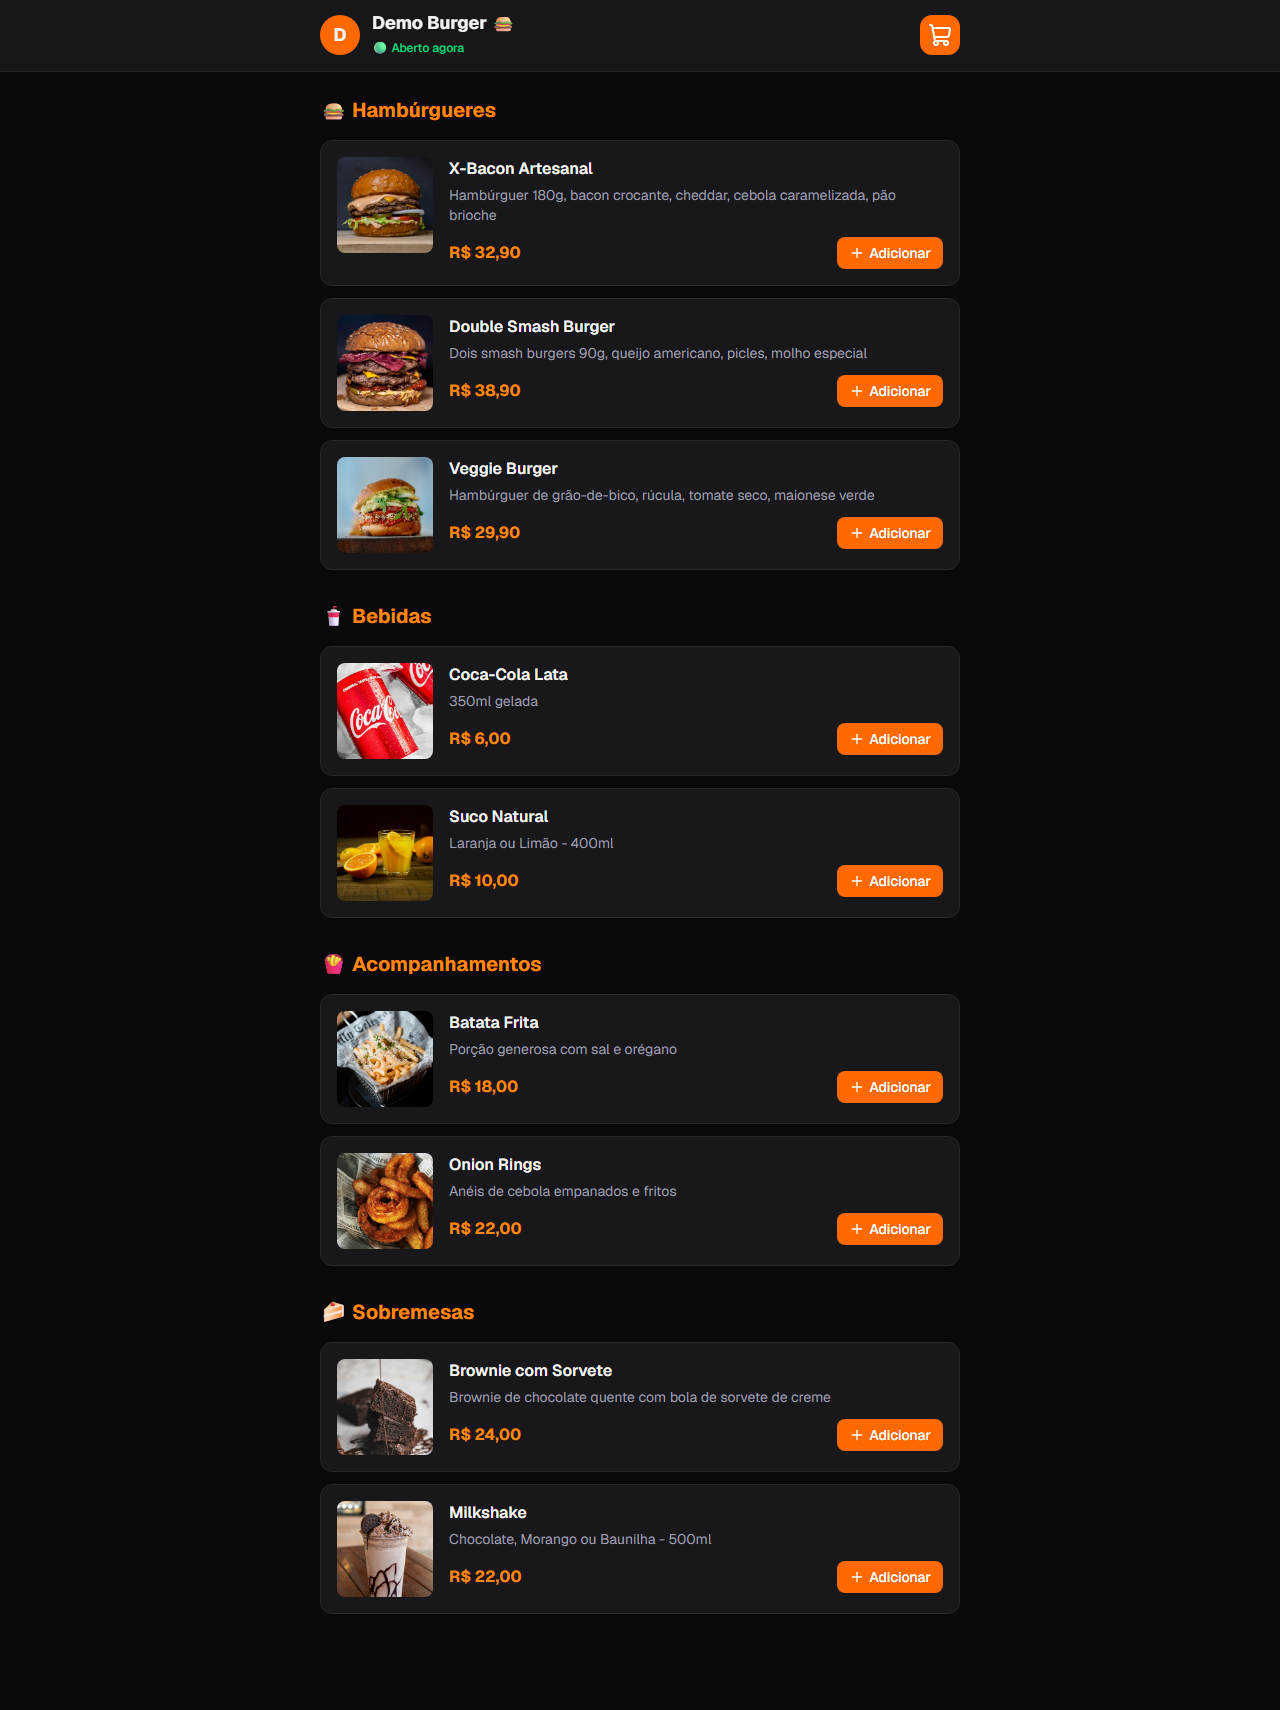 D
Demo Burger 🍔
Aberto agora
🍔 Hambúrgueres
X-Bacon Artesanal
Hambúrguer 180g, bacon crocante, cheddar, cebola caramelizada, pão
brioche
R$ 32,90
+ Adicionar
Double Smash Burger
Dois smash burgers 90g, queijo americano, picles, molho especial
R$ 38,90
+ Adicionar
Veggie Burger
Hambúrguer de grão-de-bico, rúcula, tomate seco, maionese verde
R$ 29,90
+ Adicionar
🥤 Bebidas
Coca-Cola
Coca-Cola Lata
350ml gelada
R$ 6,00
+ Adicionar
Suco Natural
Laranja ou Limão - 400ml
R$ 10,00
+ Adicionar
🍟 Acompanhamentos
Batata Frita
Porção generosa com sal e orégano
R$ 18,00
+ Adicionar
Onion Rings
Anéis de cebola empanados e fritos
R$ 22,00
+ Adicionar
🍰 Sobremesas
Brownie com Sorvete
Brownie de chocolate quente com bola de sorvete de creme
R$ 24,00
+ Adicionar
Milkshake
Chocolate, Morango ou Baunilha - 500ml
R$ 22,00
+ Adicionar